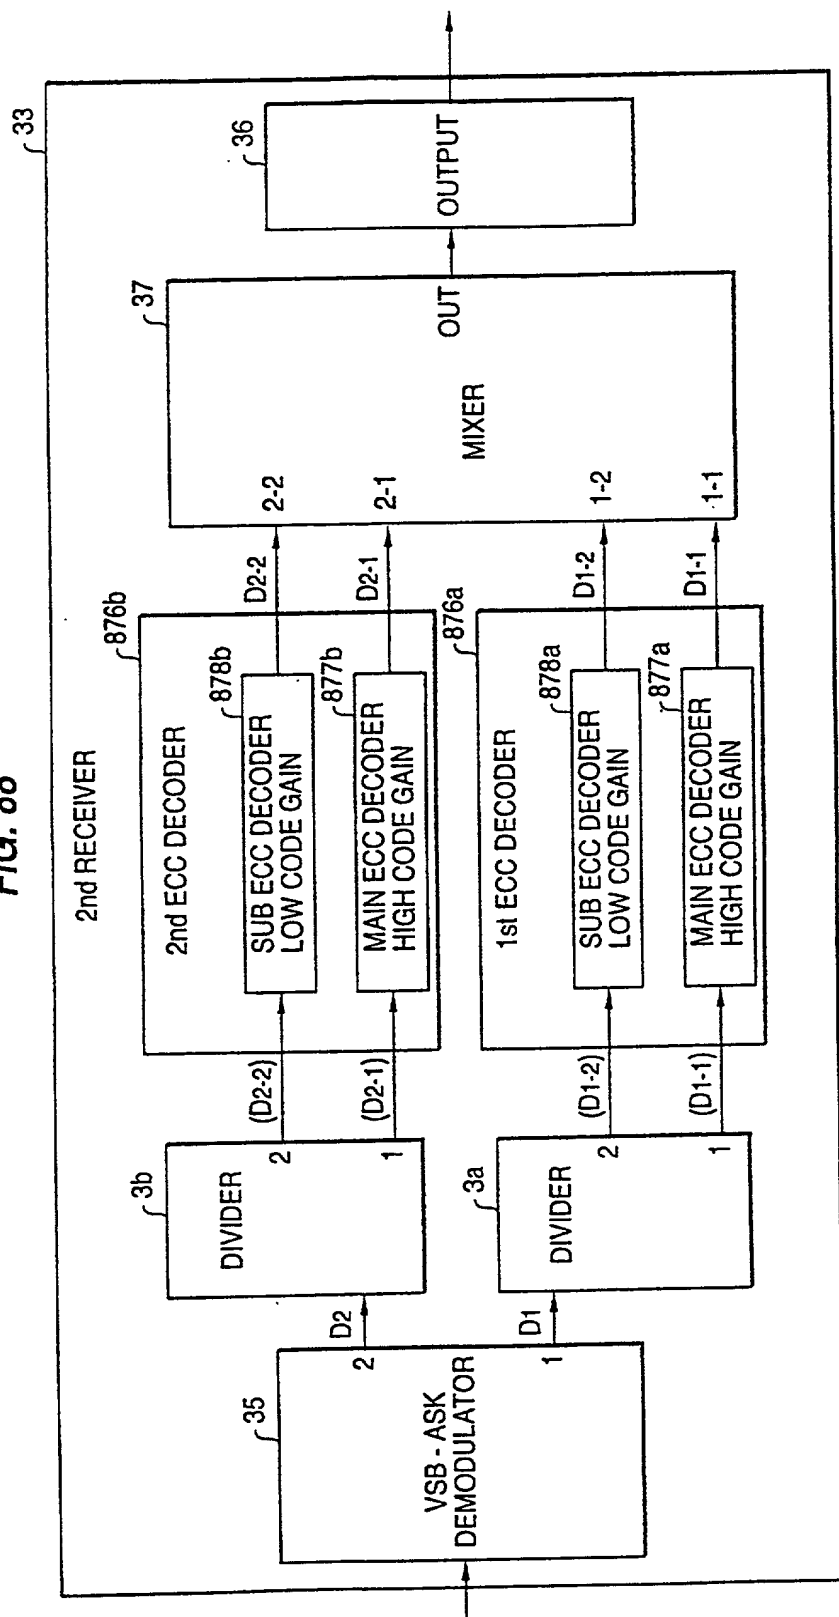 FIG. 88
33
2nd RECEIVER
35
VSB - ASK
DEMODULATOR
2
1
D2
D1
3b
DIVIDER
2
1
(D2-2)
(D2-1)
876b
2nd ECC DECODER
878b
SUB ECC DECODER
LOW CODE GAIN
877b
MAIN ECC DECODER
HIGH CODE GAIN
D2-2
D2-1
3a
DIVIDER
2
1
(D1-2)
(D1-1)
876a
1st ECC DECODER
878a
SUB ECC DECODER
LOW CODE GAIN
877a
MAIN ECC DECODER
HIGH CODE GAIN
D1-2
D1-1
37
2-2
2-1
1-2
1-1
MIXER
OUT
36
OUTPUT